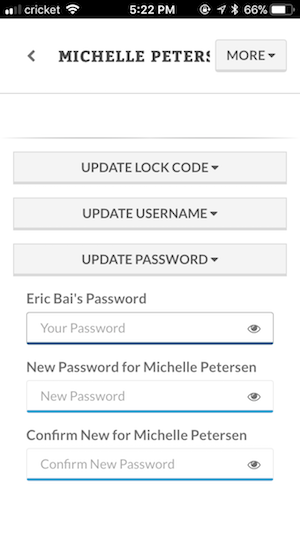 cricket 5:22 PM 66%
MICHELLE PETERS MORE
UPDATE LOCK CODE
UPDATE USERNAME
UPDATE PASSWORD
Eric Bai's Password
Your Password
New Password for Michelle Petersen
New Password
Confirm New for Michelle Petersen
Confirm New Password